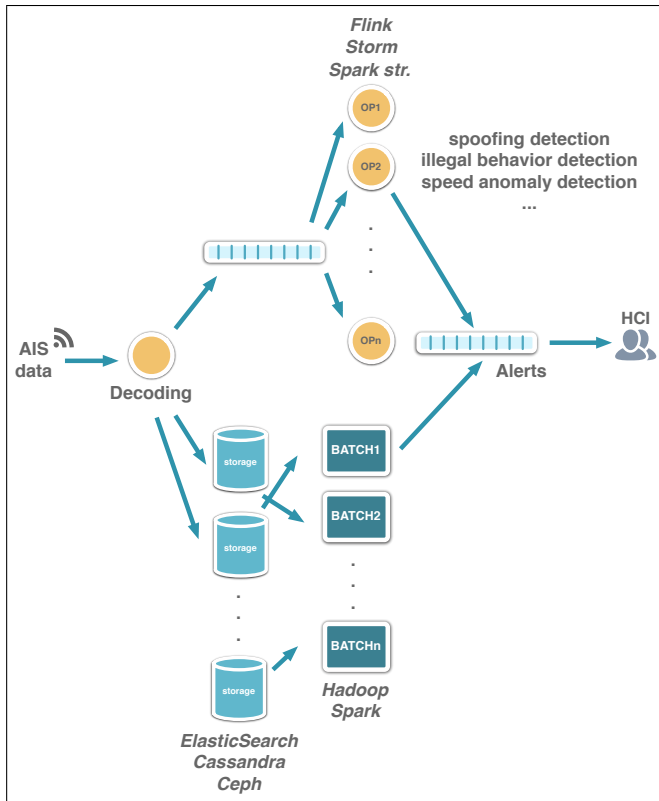 Flink
Storm
Spark str.
OP1
OP2
spoofing detection
illegal behavior detection
speed anomaly detection
...
.
.
.
OPn
AIS
data
Decoding
HCI
Alerts
storage
BATCH1
storage
BATCH2
.
.
.
.
.
.
storage
BATCHn
Hadoop
Spark
ElasticSearch
Cassandra
Ceph